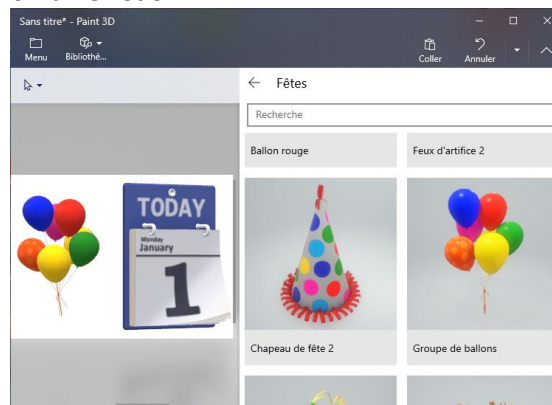 Sans titre* - Paint 3D
Menu
Bibliothè...
Coller
Annuler
Fêtes
Recherche
Ballon rouge
Feux d'artifice 2
TODAY
Monday
January
1
Chapeau de fête 2
Groupe de ballons